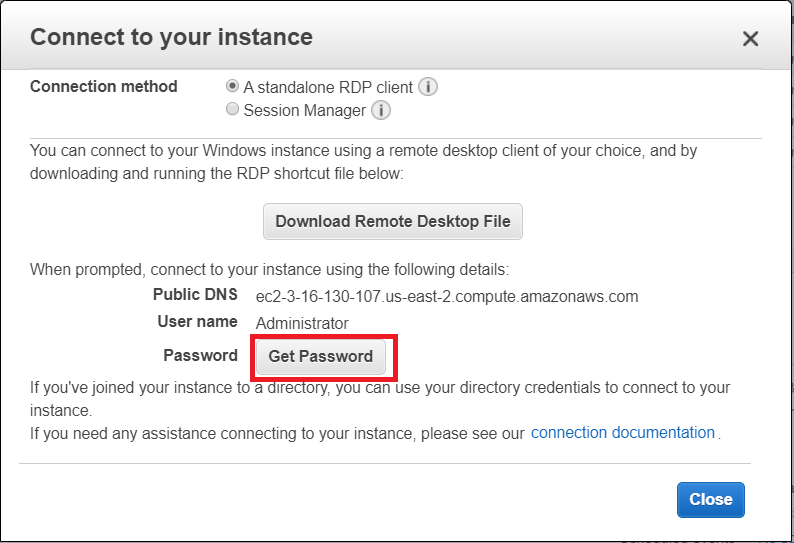 Connect to your instance
Connection method
A standalone RDP client
Session Manager
You can connect to your Windows instance using a remote desktop client of your choice, and by
downloading and running the RDP shortcut file below:
Download Remote Desktop File
When prompted, connect to your instance using the following details:
Public DNS ec2-3-16-130-107.us-east-2.compute.amazonaws.com
User name Administrator
Password Get Password
If you've joined your instance to a directory, you can use your directory credentials to connect to your
instance.
If you need any assistance connecting to your instance, please see our connection documentation .
Close